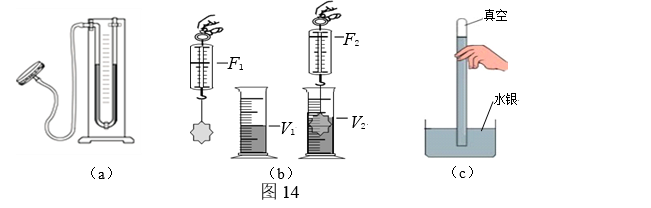 F₁
F₂
V₁
V₂
真空
水银
（a）
（b）
（c）
图 14